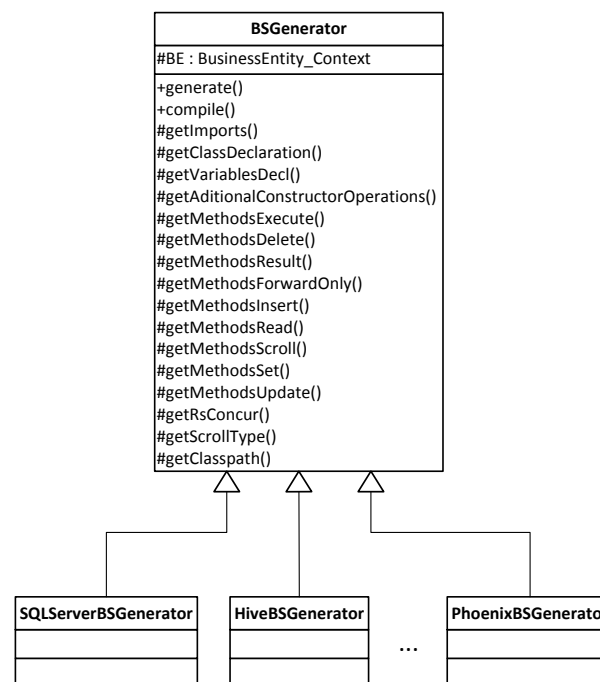 BSGenerator
#BE : BusinessEntity_Context
+generate()
+compile()
#getImports()
#getClassDeclaration()
#getVariablesDecl()
#getAditionalConstructorOperations()
#getMethodsExecute()
#getMethodsDelete()
#getMethodsResult()
#getMethodsForwardOnly()
#getMethodsInsert()
#getMethodsRead()
#getMethodsScroll()
#getMethodsSet()
#getMethodsUpdate()
#getRsConcur()
#getScrollType()
#getClasspath()
SQLServerBSGenerator
HiveBSGenerator
...
PhoenixBSGenerato